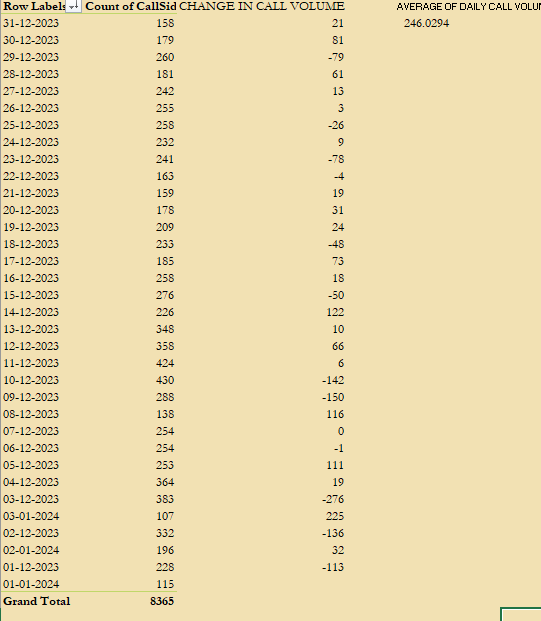 Row Labels Count of CallSid CHANGE IN CALL VOLUME AVERAGE OF DAILY CALL VOLUM
31-12-2023 158 21 246.0294
30-12-2023 179 81
29-12-2023 260 -79
28-12-2023 181 61
27-12-2023 242 13
26-12-2023 255 3
25-12-2023 258 -26
24-12-2023 232 9
23-12-2023 241 -78
22-12-2023 163 -4
21-12-2023 159 19
20-12-2023 178 31
19-12-2023 209 24
18-12-2023 233 -48
17-12-2023 185 73
16-12-2023 258 18
15-12-2023 276 -50
14-12-2023 226 122
13-12-2023 348 10
12-12-2023 358 66
11-12-2023 424 6
10-12-2023 430 -142
09-12-2023 288 -150
08-12-2023 138 116
07-12-2023 254 0
06-12-2023 254 -1
05-12-2023 253 111
04-12-2023 364 19
03-12-2023 383 -276
03-01-2024 107 225
02-12-2023 332 -136
02-01-2024 196 32
01-12-2023 228 -113
01-01-2024 115
Grand Total 8365